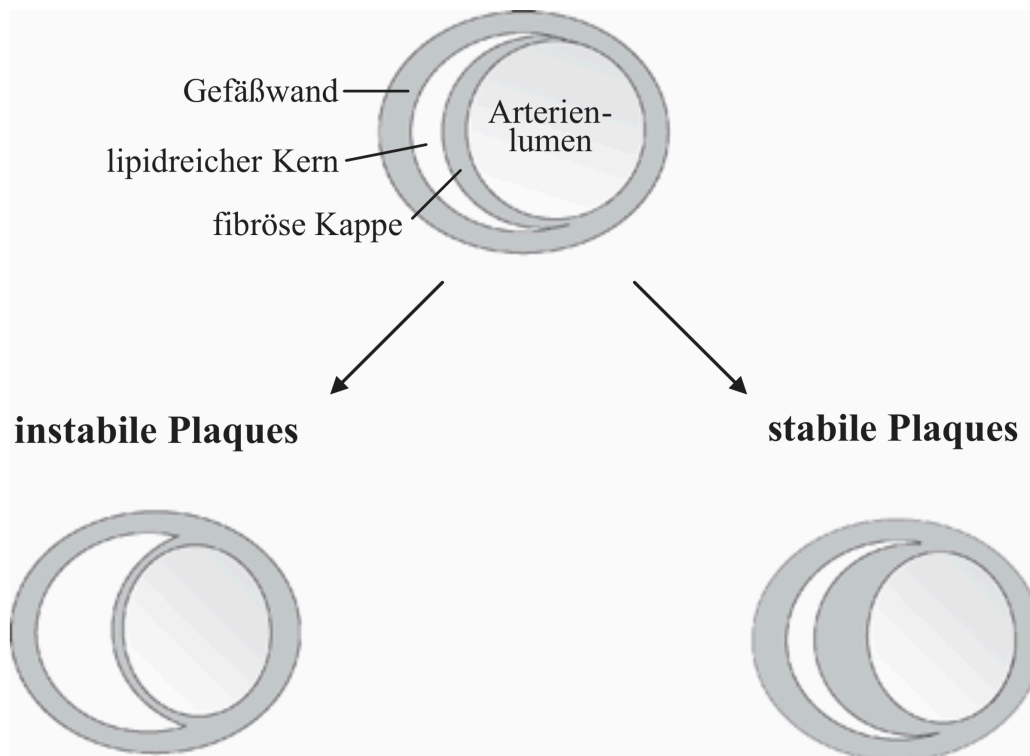 Gefäßwand
Arterien-
lumen
lipidreicher Kern
fibröse Kappe
instabile Plaques
stabile Plaques